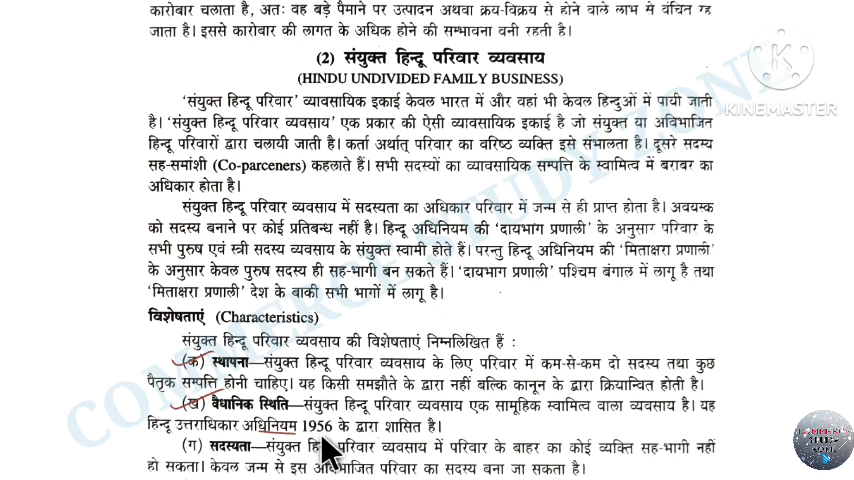 कारोबार चलाता है, अतः वह बड़े पैमाने पर उत्पादन अथवा क्रय-विक्रय से होने वाले लाभ से वंचित रह
जाता है। इससे कारोबार की लागत के अधिक होने की सम्भावना बनी रहती है।
(2) संयुक्त हिन्दू परिवार व्यवसाय
(HINDU UNDIVIDED FAMILY BUSINESS)
KINEMASTER
'संयुक्त हिन्दू परिवार' व्यावसायिक इकाई केवल भारत में और वहां भी केवल हिन्दुओं में पायी जाती
है। 'संयुक्त हिन्दू परिवार व्यवसाय' एक प्रकार की ऐसी व्यावसायिक इकाई है जो संयुक्त या अविभाजित
हिन्दू परिवारों द्वारा चलायी जाती है। कर्ता अर्थात् परिवार का वरिष्ठ व्यक्ति इसे संभालता है। दूसरे सदस्य
सह-समांशी (Co-parceners) कहलाते हैं। सभी सदस्यों का व्यावसायिक सम्पत्ति के स्वामित्व में बराबर का
अधिकार होता है।
संयुक्त हिन्दू परिवार व्यवसाय में सदस्यता का अधिकार परिवार में जन्म से ही प्राप्त होता है। अवयस्क
को सदस्य बनाने पर कोई प्रतिबन्ध नहीं है। हिन्दू अधिनियम की 'दायभांग प्रणाली' के अनुसार परिवार के
सभी पुरुष एवं स्त्री सदस्य व्यवसाय के संयुक्त स्वामी होते हैं। परन्तु हिन्दू अधिनियम की 'मिताक्षरा प्रणाली'
के अनुसार केवल पुरुष सदस्य ही सह-भागी बन सकते हैं। 'दायभाग प्रणाली' पश्चिम बंगाल में लागू है तथा
'मिताक्षरा प्रणाली' देश के बाकी सभी भागों में लागू है।
विशेषताएं (Characteristics)
संयुक्त हिन्दू परिवार व्यवसाय की विशेषताएं निम्नलिखित हैं :
(क) स्थापना—संयुक्त हिन्दू परिवार व्यवसाय के लिए परिवार में कम-से-कम दो सदस्य तथा कुछ
पैतृक सम्पत्ति होनी चाहिए। यह किसी समझौते के द्वारा नहीं बल्कि कानून के द्वारा क्रियान्वित होती है।
(ख) वैधानिक स्थिति—संयुक्त हिन्दू परिवार व्यवसाय एक सामूहिक स्वामित्व वाला व्यवसाय है। यह
हिन्दू उत्तराधिकार अधिनियम 1956 के द्वारा शासित है।
(ग) सदस्यता—संयुक्त हिन्दू परिवार व्यवसाय में परिवार के बाहर का कोई व्यक्ति सह-भागी नहीं
हो सकता। केवल जन्म से इस अविभाजित परिवार का सदस्य बना जा सकता है।
COMMERCE STUDY ZONE
COMMERCE
STUDY
ZONE